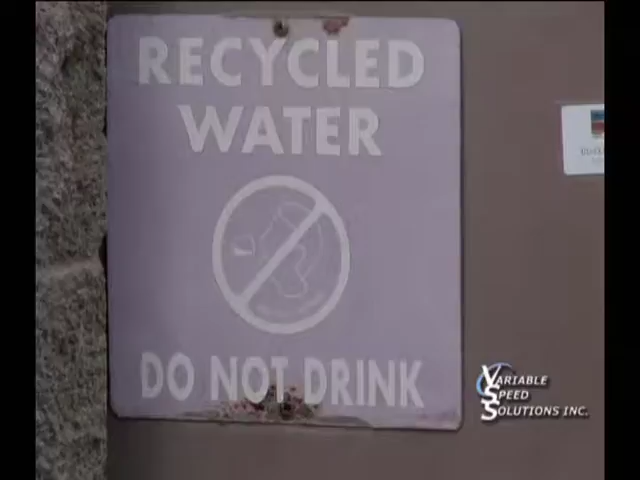 RECYCLED
WATER
DO NOT DRINK
VARIABLE
SPEED
SOLUTIONS INC.